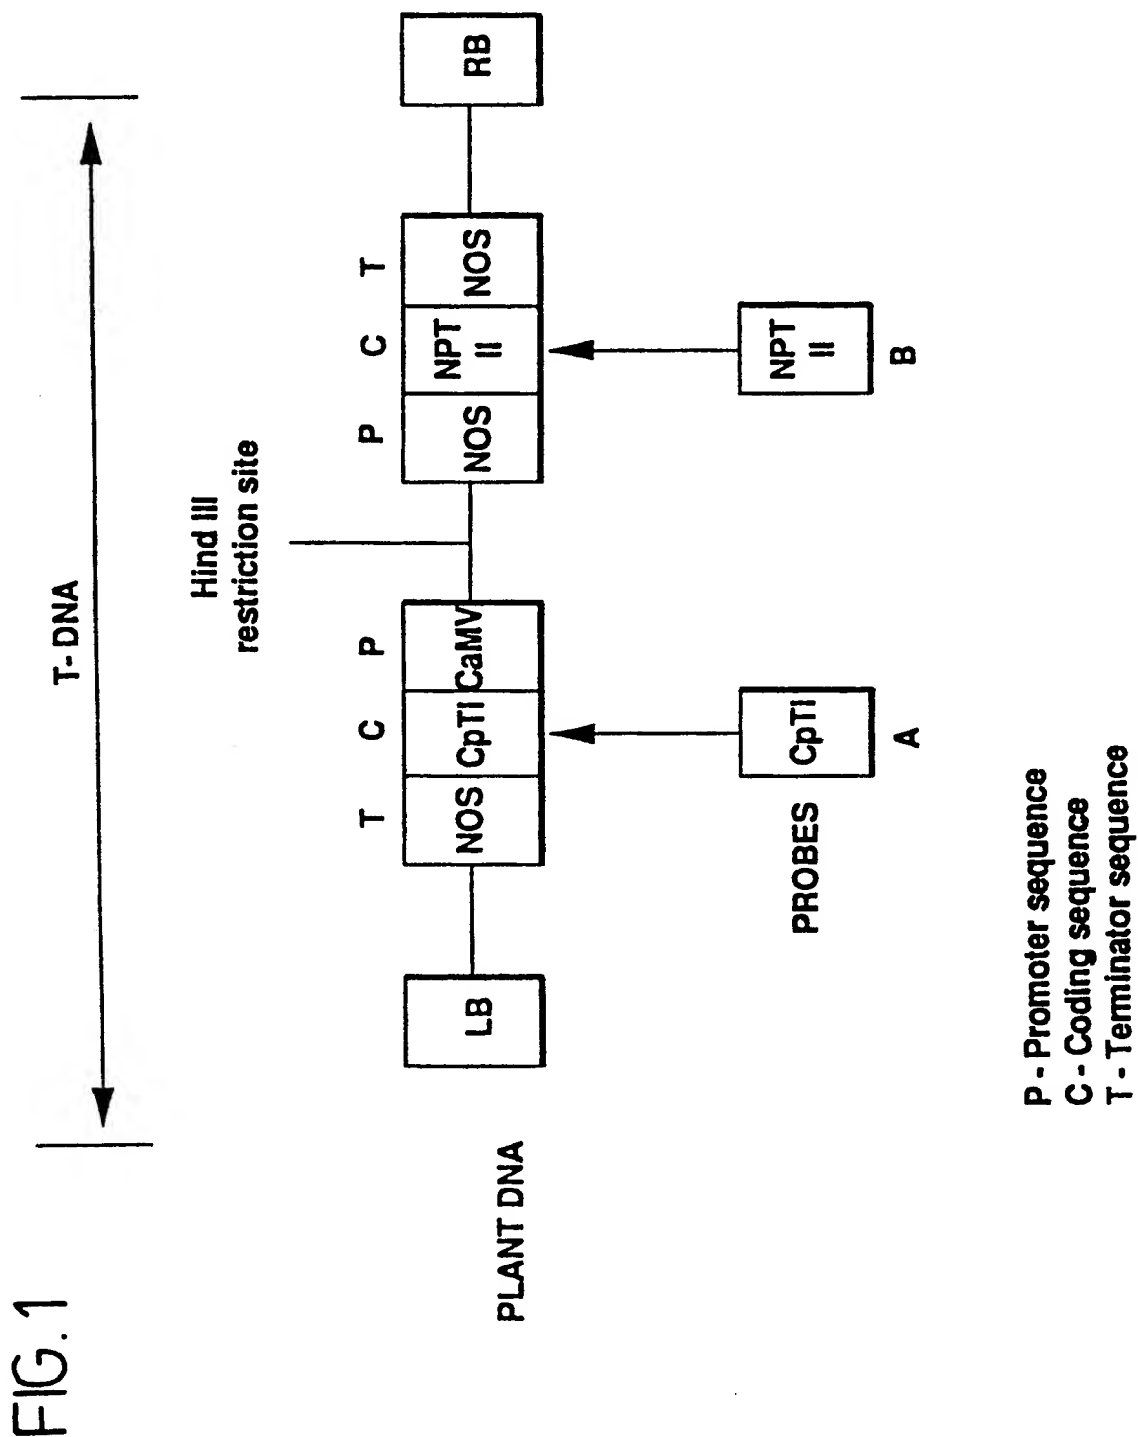 FIG. 1
T-DNA
Hind III
restriction site
T C P P C T
PLANT DNA
LB NOS CpTI CaMV NOS NPT II NOS RB
PROBES
CpTI
NPT
II
A B
P - Promoter sequence
C - Coding sequence
T - Terminator sequence